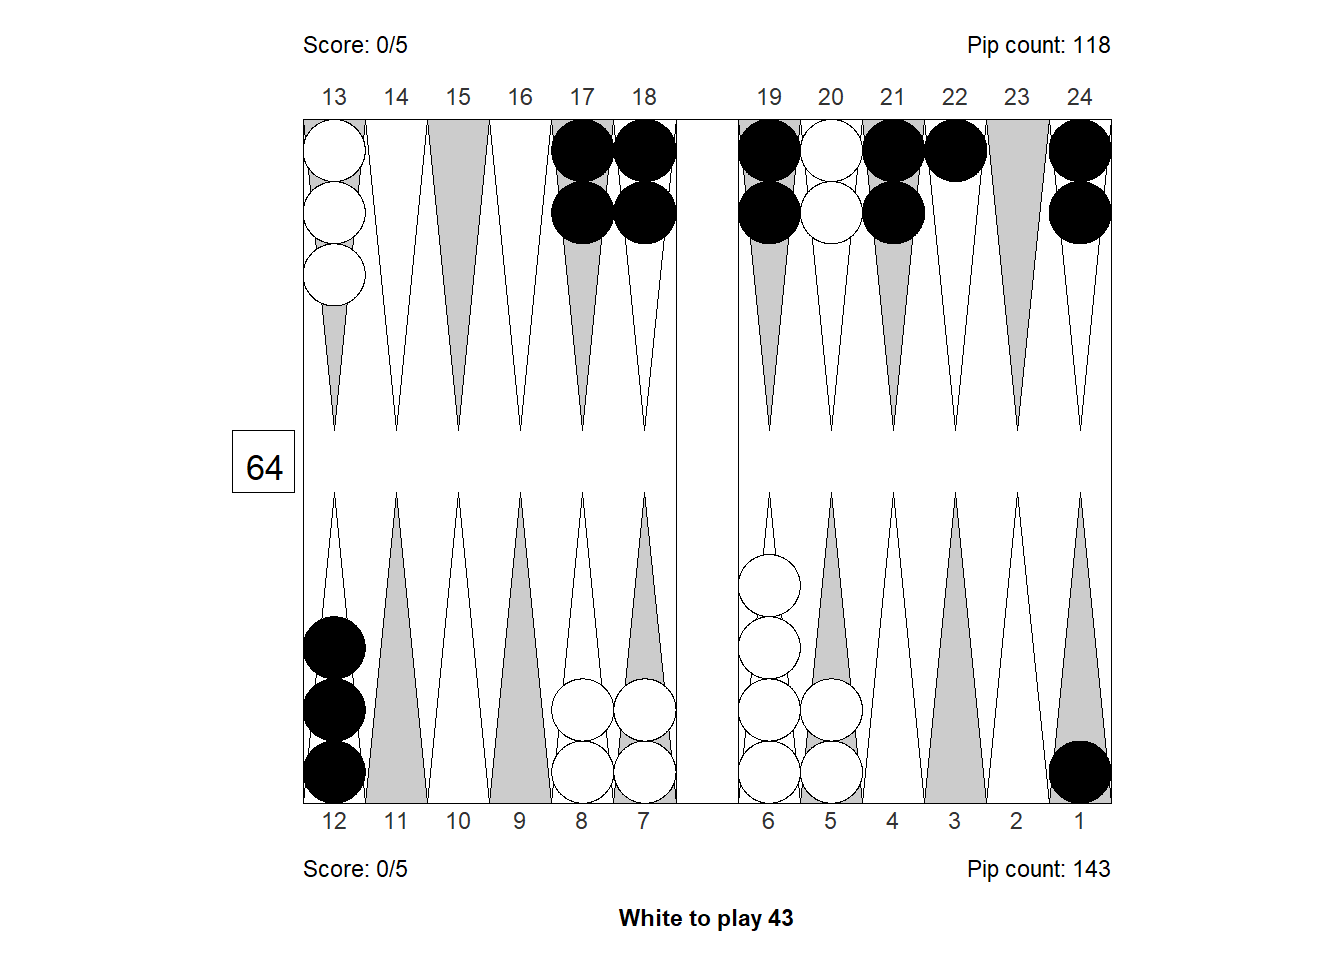 Score: 0/5 Pip count: 118
13 14 15 16 17 18 19 20 21 22 23 24
64
12 11 10 9 8 7 6 5 4 3 2 1
Score: 0/5 Pip count: 143
White to play 43